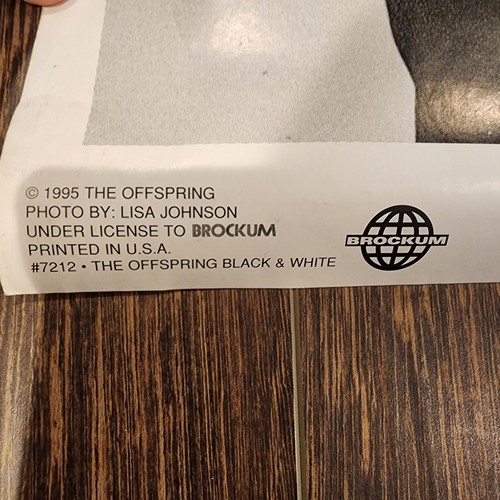 © 1995 THE OFFSPRING
PHOTO BY: LISA JOHNSON
UNDER LICENSE TO BROCKUM
PRINTED IN U.S.A.
#7212 • THE OFFSPRING BLACK & WHITE
BROCKUM